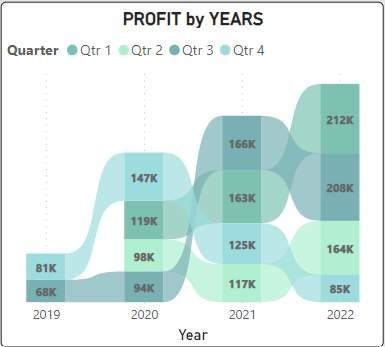 PROFIT by YEARS
Quarter Qtr 1 Qtr 2 Qtr 3 Qtr 4
212K
166K
147K 208K
119K 163K
98K 125K 164K
81K
68K 94K 117K 85K
2019 2020 2021 2022
Year